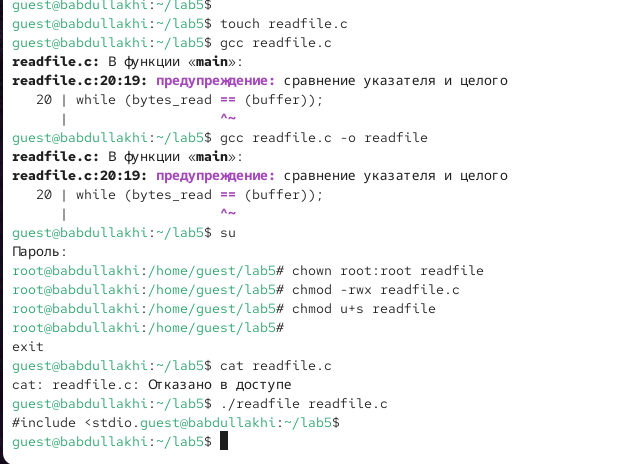 guest@babdullakhi:~/lab5$
guest@babdullakhi:~/lab5$ touch readfile.c
guest@babdullakhi:~/lab5$ gcc readfile.c
readfile.c: В функции «main»:
readfile.c:20:19: предупреждение: сравнение указателя и целого
   20 | while (bytes_read == (buffer));
      |                   ^~
guest@babdullakhi:~/lab5$ gcc readfile.c -o readfile
readfile.c: В функции «main»:
readfile.c:20:19: предупреждение: сравнение указателя и целого
   20 | while (bytes_read == (buffer));
      |                   ^~
guest@babdullakhi:~/lab5$ su
Пароль:
root@babdullakhi:/home/guest/lab5# chown root:root readfile
root@babdullakhi:/home/guest/lab5# chmod -rwx readfile.c
root@babdullakhi:/home/guest/lab5# chmod u+s readfile
root@babdullakhi:/home/guest/lab5#
exit
guest@babdullakhi:~/lab5$ cat readfile.c
cat: readfile.c: Отказано в доступе
guest@babdullakhi:~/lab5$ ./readfile readfile.c
#include <stdio.guest@babdullakhi:~/lab5$
guest@babdullakhi:~/lab5$